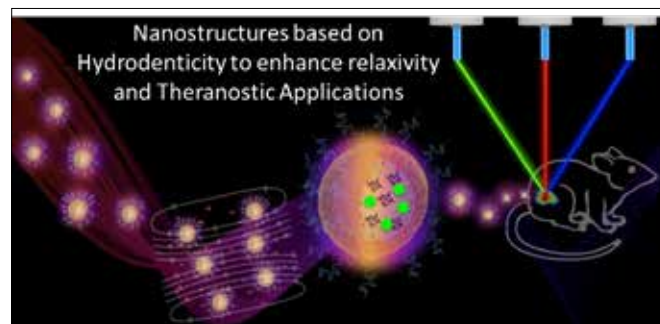 Nanostructures based on
Hydrodenticity to enhance relaxivity
and Theranostic Applications